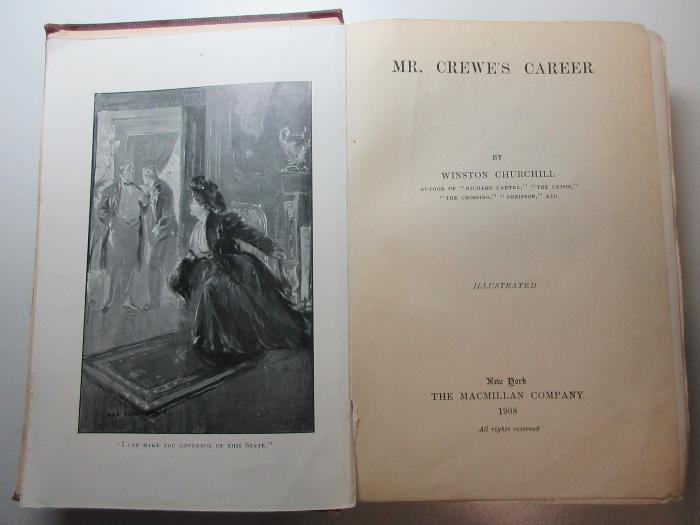 "I CAN MAKE YOU GOVERNOR OF THIS STATE."
MR. CREWE'S CAREER
BY
WINSTON CHURCHILL
AUTHOR OF "RICHARD CARVEL," "THE CRISIS,"
"THE CROSSING," "CONISTON," ETC.
ILLUSTRATED
New York
THE MACMILLAN COMPANY
1908
All rights reserved